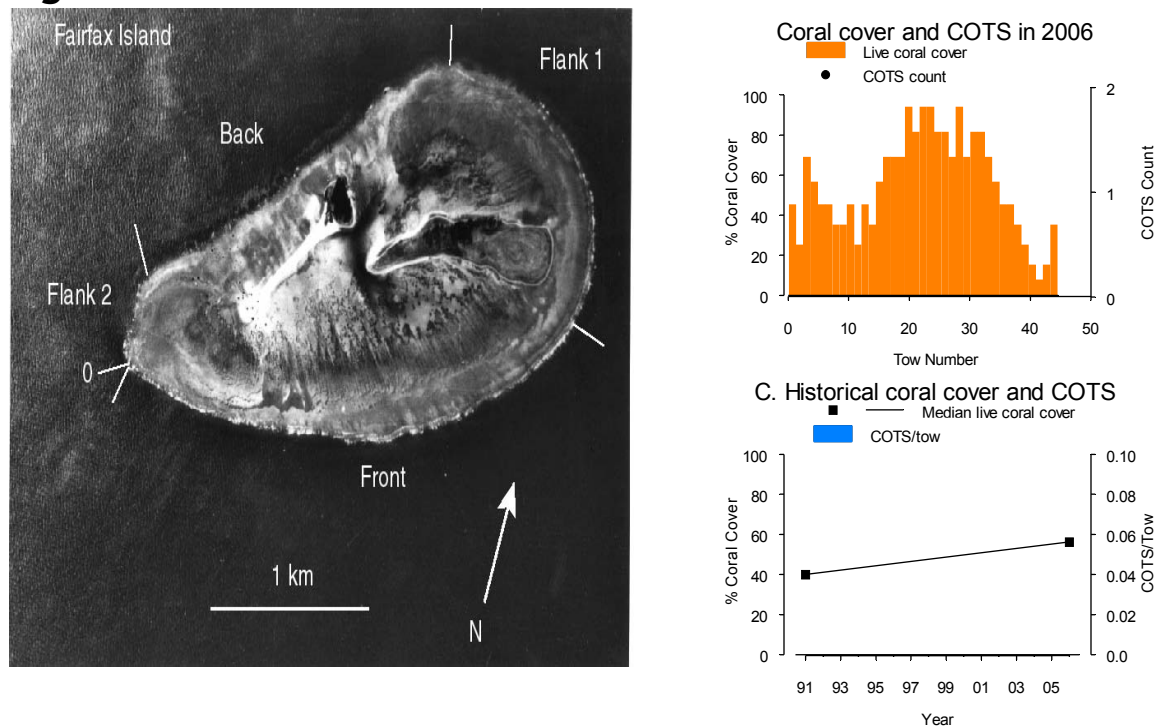 Fairfax Island
Flank 1
Back
Flank 2
0
Front
1 km
N
Coral cover and COTS in 2006
Live coral cover
COTS count
% Coral Cover
100
80
60
40
20
0
COTS Count
2
1
0
0 10 20 30 40 50
Tow Number
C. Historical coral cover and COTS
Median live coral cover
COTS/tow
% Coral Cover
100
80
60
40
20
0
COTS/Tow
0.10
0.08
0.06
0.04
0.02
0.0
91 93 95 97 99 01 03 05
Year